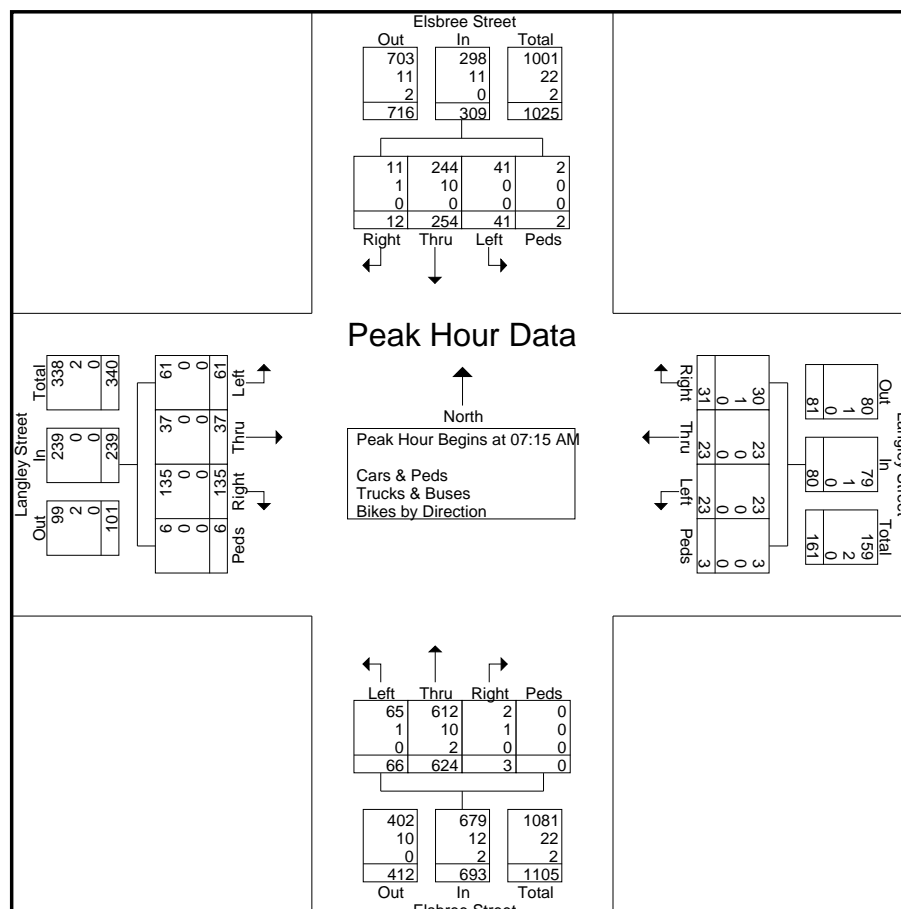 Elsbree Street
Out In Total
703 298 1001
11 11 22
2 0 2
716 309 1025
11 244 41 2
1 10 0 0
0 0 0 0
12 254 41 2
Right Thru Left Peds
Peak Hour Data
North
Peak Hour Begins at 07:15 AM
Cars & Peds
Trucks & Buses
Bikes by Direction
Langley Street
Out In Total
99 239 338
2 0 2
0 0 0
101 239 340
6 135 37 61
0 0 0 0
0 0 0 0
6 135 37 61
Peds Right Thru Left
Langley Street
Out In Total
80 79 159
1 1 2
0 0 0
81 80 161
30 23 23 3
1 0 0 0
0 0 0 0
31 23 23 3
Right Thru Left Peds
Left Thru Right Peds
65 612 2 0
1 10 1 0
0 2 0 0
66 624 3 0
402 679 1081
10 12 22
0 2 2
412 693 1105
Out In Total
Elsbree Street